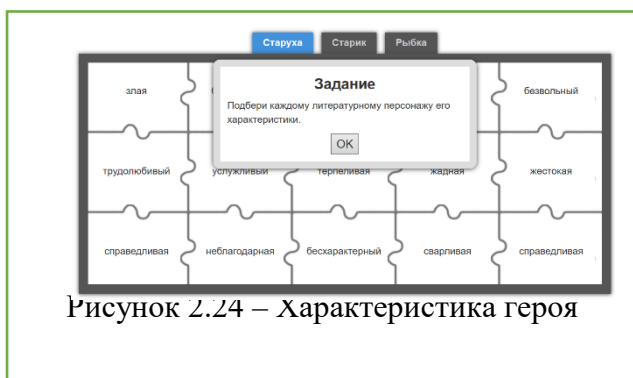 Старуха Старик Рыбка
Задание
Подбери каждому литературному персонажу его
характеристики.
OK
злая безвольный
трудолюбивый услужливый терпеливая жадная жестокая
справедливая неблагодарная бесхарактерный сварливая справедливая
Рисунок 2.24 – Характеристика героя